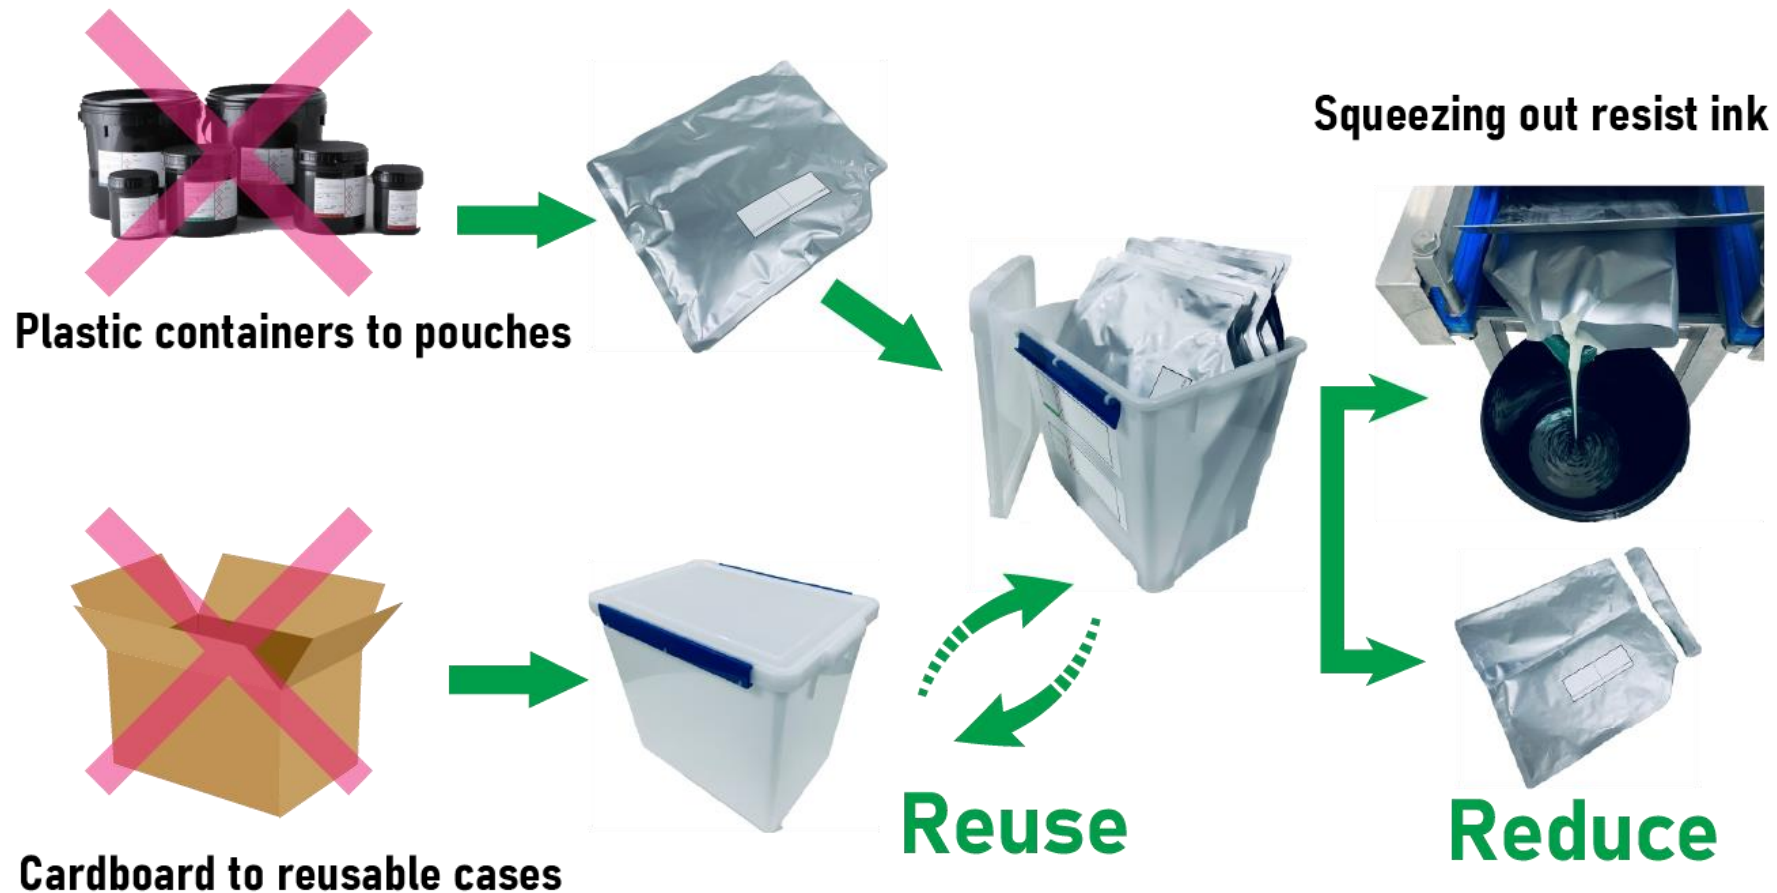 Squeezing out resist ink
Plastic containers to pouches
Reuse
Reduce
Cardboard to reusable cases